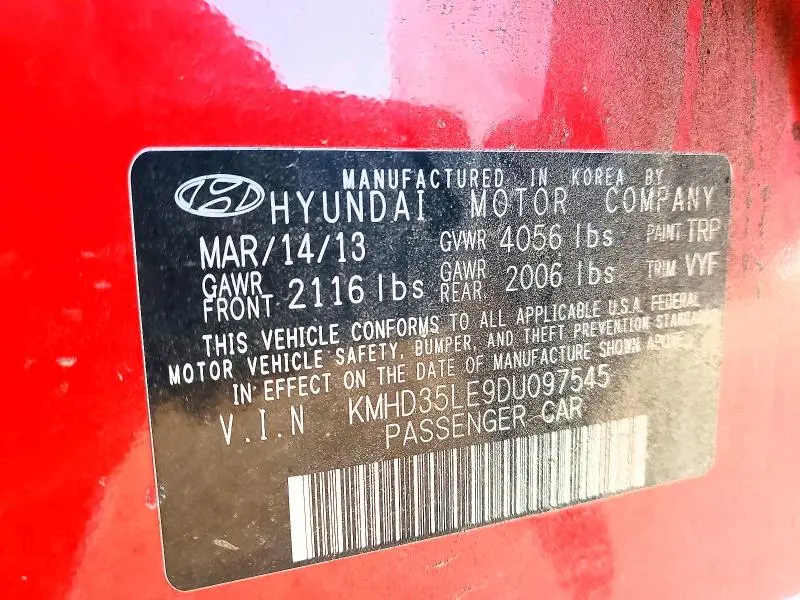 MANUFACTURED IN KOREA BY
HYUNDAI MOTOR COMPANY
MAR/14/13 GVWR 4056 lbs PAINT TRP
GAWR FRONT 2116 lbs GAWR REAR 2006 lbs TRIM VYF
THIS VEHICLE CONFORMS TO ALL APPLICABLE U.S.A. FEDERAL
MOTOR VEHICLE SAFETY, BUMPER, AND THEFT PREVENTION STANDARDS
IN EFFECT ON THE DATE OF MANUFACTURE SHOWN ABOVE.
V.I.N KMHD35LE9DU097545
PASSENGER CAR